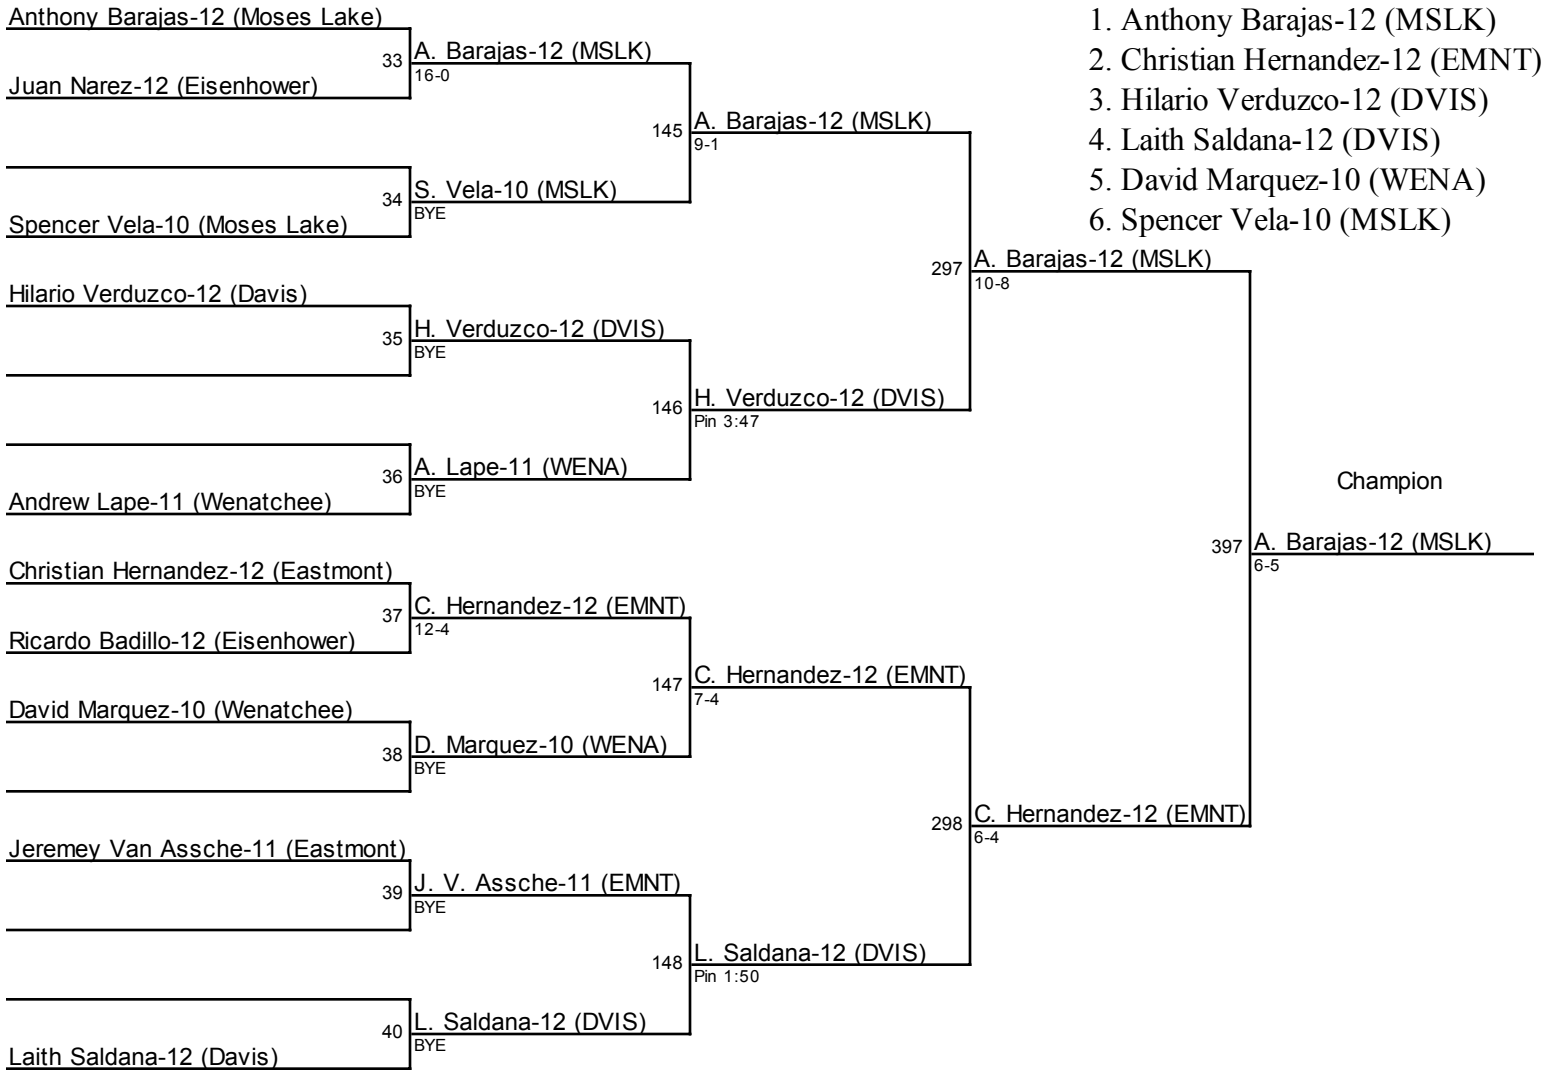 Anthony Barajas-12 (Moses Lake)
33
A. Barajas-12 (MSLK)
16-0
Juan Narez-12 (Eisenhower)
145
A. Barajas-12 (MSLK)
9-1
34
S. Vela-10 (MSLK)
BYE
Spencer Vela-10 (Moses Lake)
297
A. Barajas-12 (MSLK)
10-8
Hilario Verduzco-12 (Davis)
35
H. Verduzco-12 (DVIS)
BYE
146
H. Verduzco-12 (DVIS)
Pin 3:47
36
A. Lape-11 (WENA)
BYE
Andrew Lape-11 (Wenatchee)
Champion
397
A. Barajas-12 (MSLK)
6-5
Christian Hernandez-12 (Eastmont)
37
C. Hernandez-12 (EMNT)
12-4
Ricardo Badillo-12 (Eisenhower)
147
C. Hernandez-12 (EMNT)
7-4
David Marquez-10 (Wenatchee)
38
D. Marquez-10 (WENA)
BYE
298
C. Hernandez-12 (EMNT)
6-4
Jeremey Van Assche-11 (Eastmont)
39
J. V. Assche-11 (EMNT)
BYE
148
L. Saldana-12 (DVIS)
Pin 1:50
40
L. Saldana-12 (DVIS)
BYE
Laith Saldana-12 (Davis)
1. Anthony Barajas-12 (MSLK)
2. Christian Hernandez-12 (EMNT)
3. Hilario Verduzco-12 (DVIS)
4. Laith Saldana-12 (DVIS)
5. David Marquez-10 (WENA)
6. Spencer Vela-10 (MSLK)